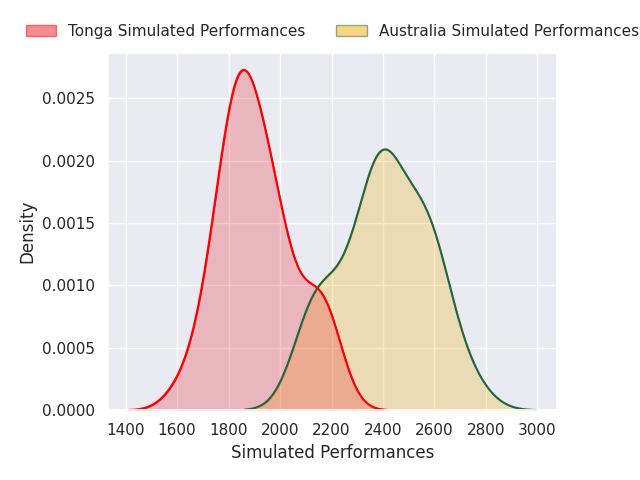 Tonga Simulated Performances
Australia Simulated Performances
Density
0.0025
0.0020
0.0015
0.0010
0.0005
0.0000
1400 1600 1800 2000 2200 2400 2600 2800 3000
Simulated Performances